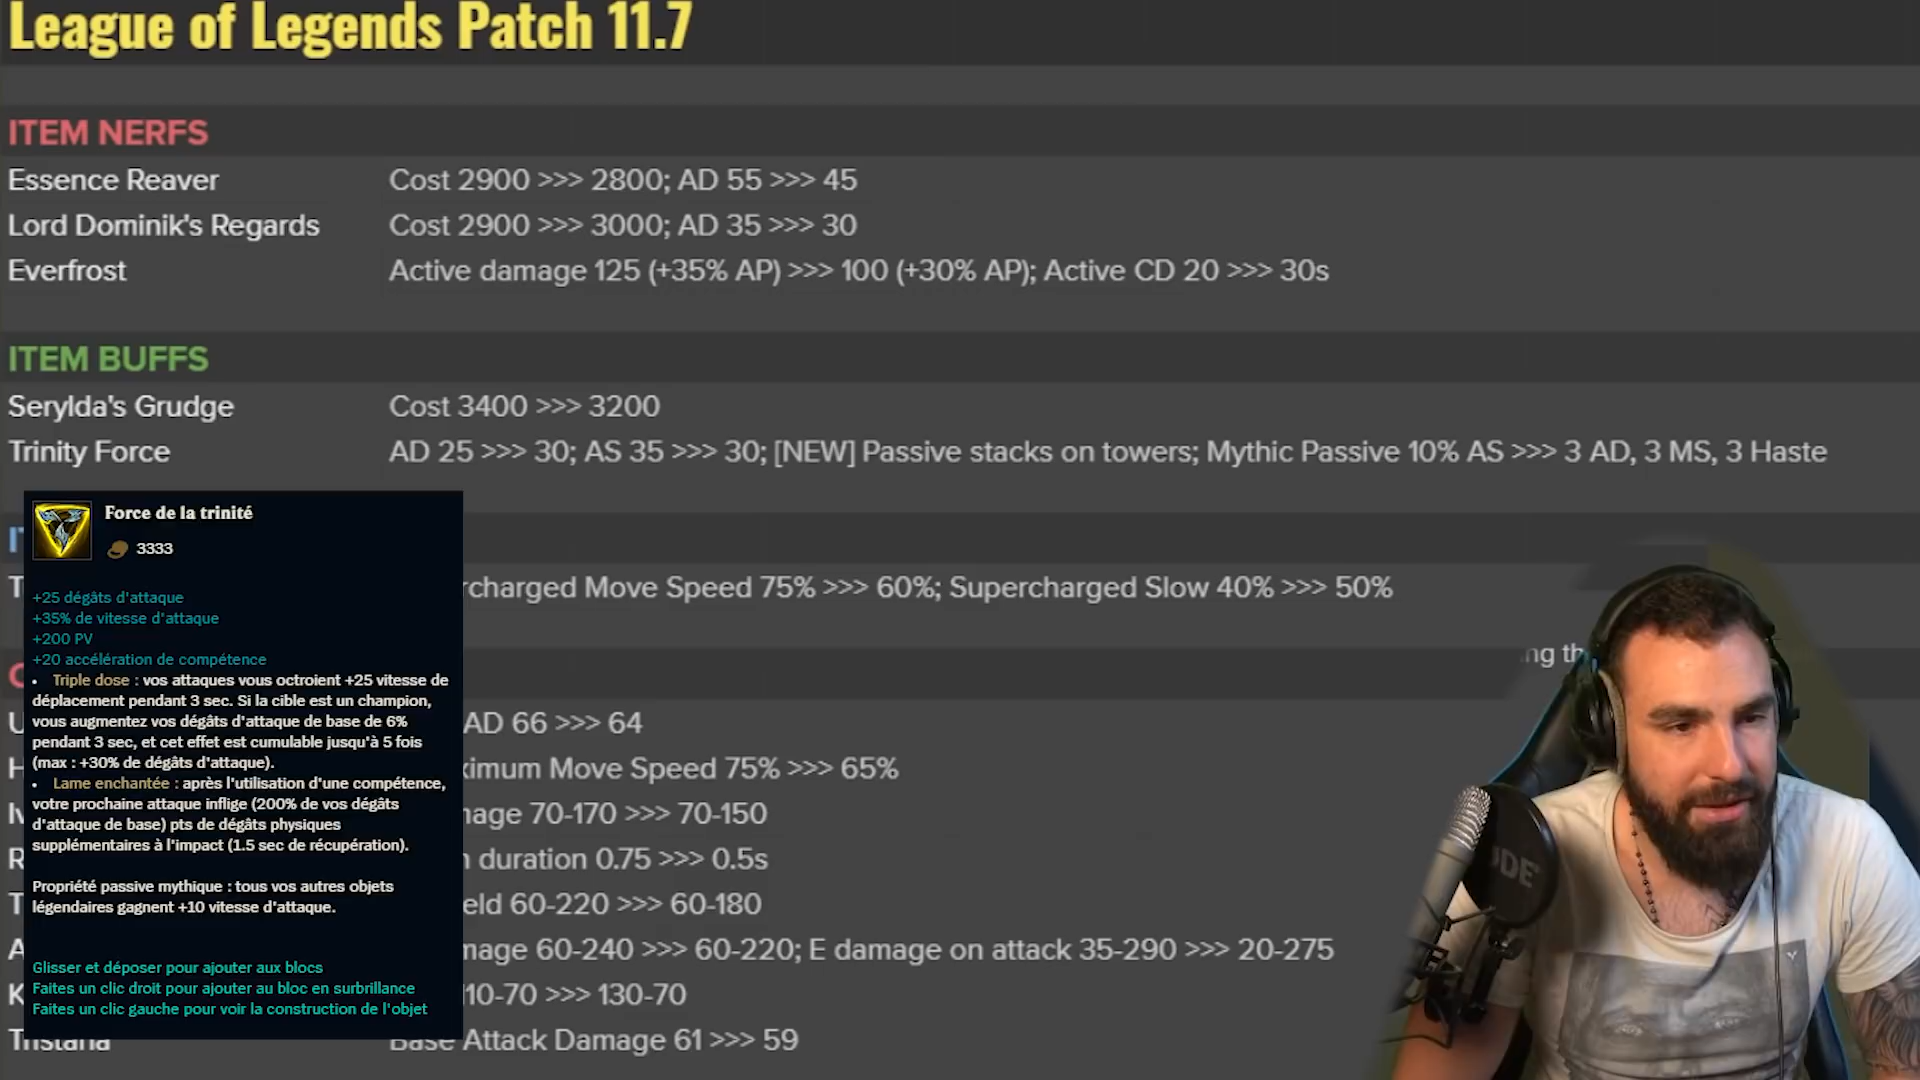 League of Legends Patch 11.7
ITEM NERFS
Essence Reaver Cost 2900 >>> 2800; AD 55 >>> 45
Lord Dominik's Regards Cost 2900 >>> 3000; AD 35 >>> 30
Everfrost Active damage 125 (+35% AP) >>> 100 (+30% AP); Active CD 20 >>> 30s
ITEM BUFFS
Serylda's Grudge Cost 3400 >>> 3200
Trinity Force AD 25 >>> 30; AS 35 >>> 30; [NEW] Passive stacks on towers; Mythic Passive 10% AS >>> 3 AD, 3 MS, 3 Haste
Force de la trinité
3333
+25 dégâts d'attaque
+35% de vitesse d'attaque
+200 PV
+20 accélération de compétence
• Triple dose : vos attaques vous octroient +25 vitesse de
déplacement pendant 3 sec. Si la cible est un champion,
vous augmentez vos dégâts d'attaque de base de 6%
pendant 3 sec, et cet effet est cumulable jusqu'à 5 fois
(max : +30% de dégâts d'attaque).
• Lame enchantée : après l'utilisation d'une compétence,
votre prochaine attaque inflige (200% de vos dégâts
d'attaque de base) pts de dégâts physiques
supplémentaires à l'impact (1.5 sec de récupération).
Propriété passive mythique : tous vos autres objets
légendaires gagnent +10 vitesse d'attaque.
Glisser et déposer pour ajouter aux blocs
Faites un clic droit pour ajouter au bloc en surbrillance
Faites un clic gauche pour voir la construction de l'objet
rcharged Move Speed 75% >>> 60%; Supercharged Slow 40% >>> 50%
ng th
AD 66 >>> 64
ximum Move Speed 75% >>> 65%
mage 70-170 >>> 70-150
n duration 0.75 >>> 0.5s
eld 60-220 >>> 60-180
mage 60-240 >>> 60-220; E damage on attack 35-290 >>> 20-275
110-70 >>> 130-70
Tristana Base Attack Damage 61 >>> 59